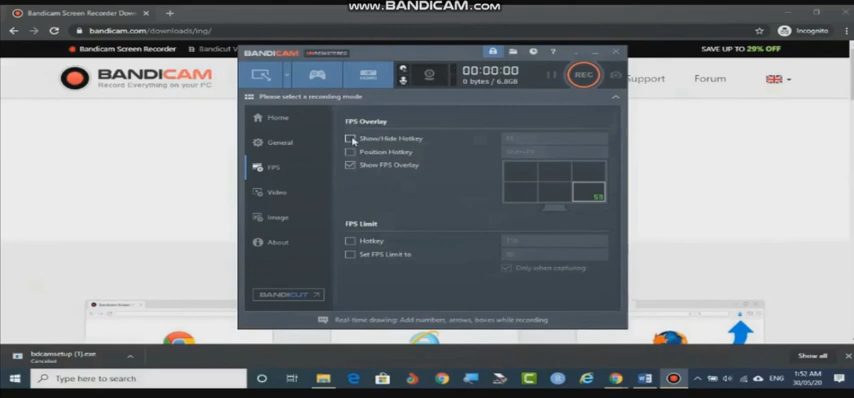 www.BANDICAM.com
Bandicam Screen Recorder Down
bandicam.com/downloads/ing/
Incognito
Bandicam Screen Recorder
Bandicut
SAVE UP TO 29% OFF
BANDICAM
Record Everything on your PC
Support
Forum
BANDICAM
UNREGISTERED
00:00:00
0 bytes / 6.8GB
REC
Please select a recording mode
Home
General
FPS
Video
Image
About
BANDICUT
FPS Overlay
Show/Hide Hotkey
Position Hotkey
Show FPS Overlay
59
FPS Limit
Hotkey
Set FPS Limit to
Only when capturing
Real-time drawing: Add numbers, arrows, boxes while recording
bdcamsetup (1).exe
Canceled
Show all
Type here to search
ENG
1:52 AM
30/05/20